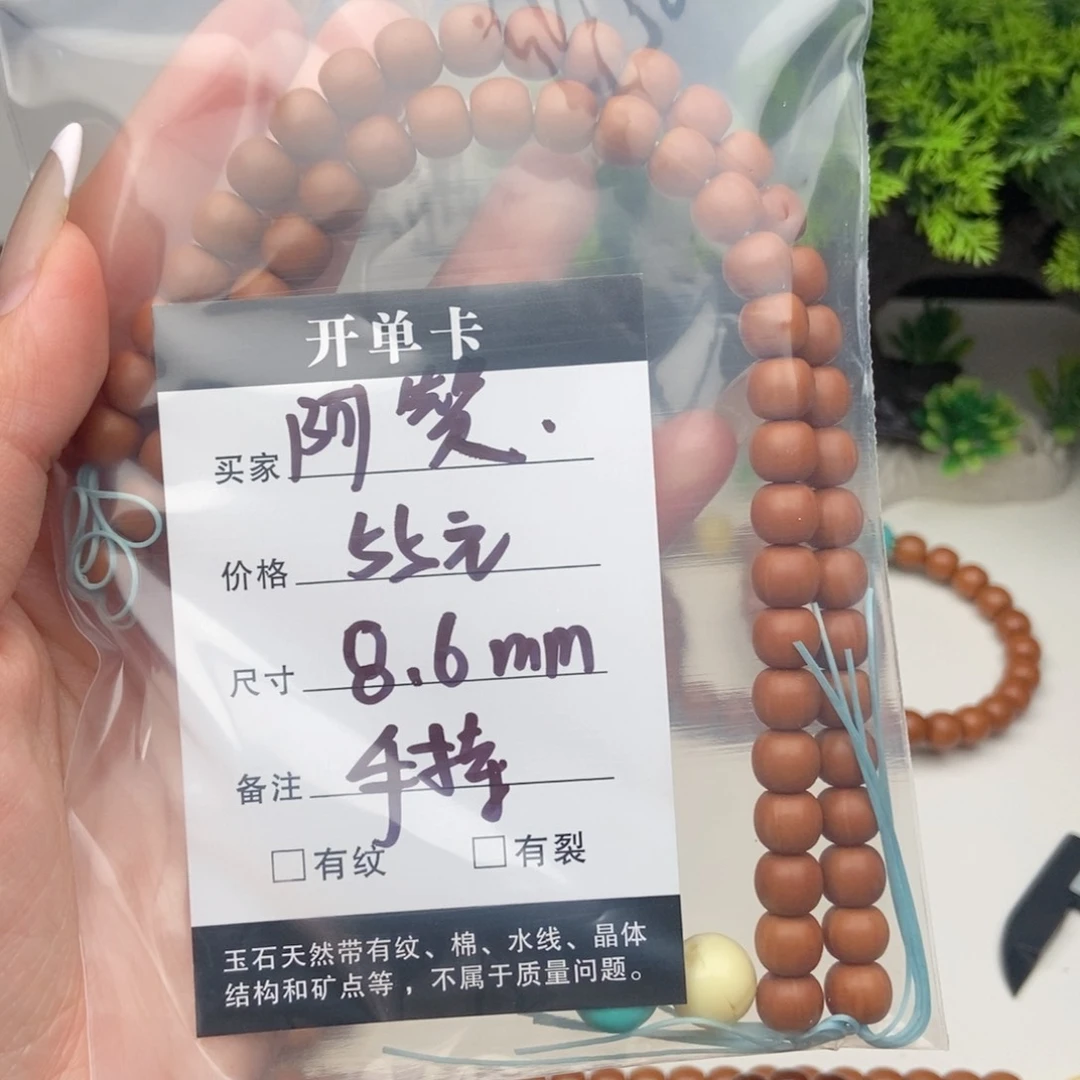 开单卡
买家 阿
价格 55元
尺寸 8.6mm
备注 手持
□有纹 □有裂
玉石天然带有纹、棉、水线、晶体
结构和矿点等，不属于质量问题。